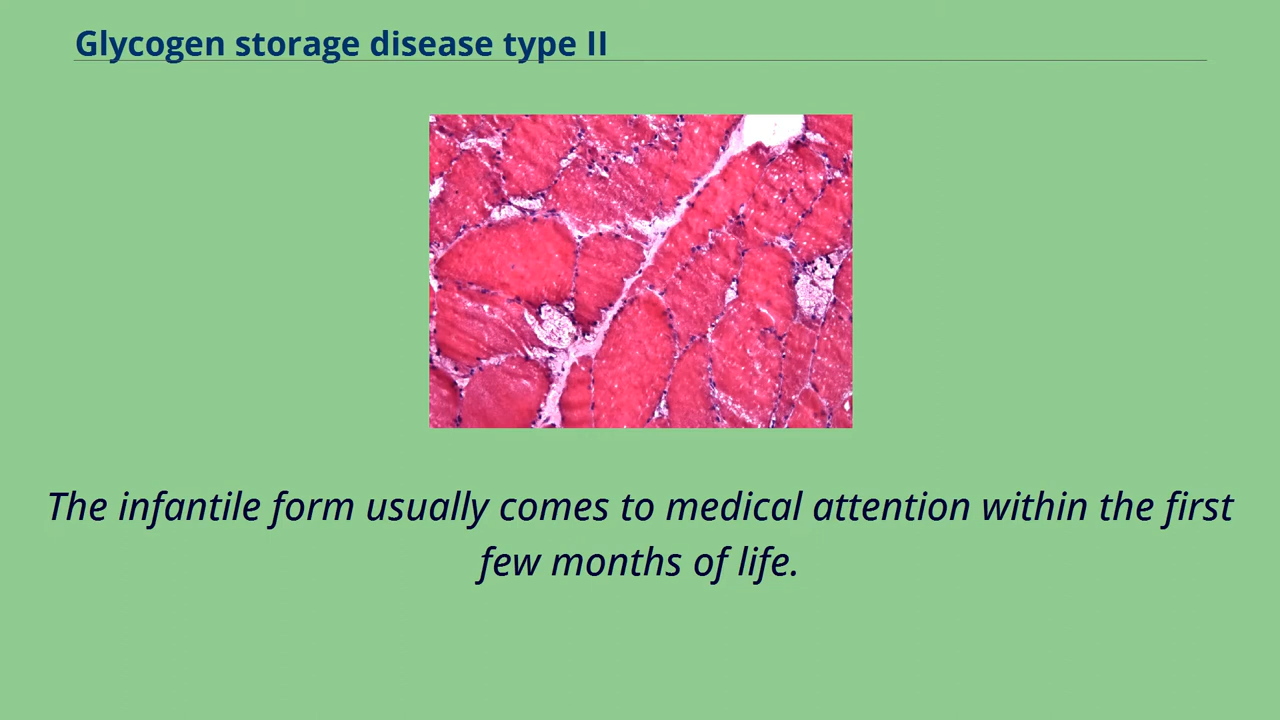 Glycogen storage disease type II
The infantile form usually comes to medical attention within the first
few months of life.